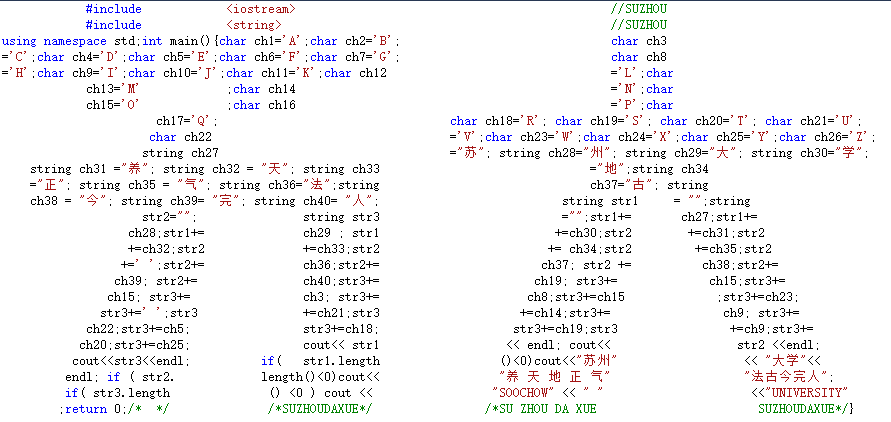 #include <iostream> //SUZHOU
#include <string> //SUZHOU
using namespace std;int main(){char ch1='A';char ch2='B'; char ch3
='C';char ch4='D';char ch5='E';char ch6='F';char ch7='G'; char ch8
='H';char ch9='I';char ch10='J';char ch11='K';char ch12 ='L';char
ch13='M' ;char ch14 ='N';char
ch15='O' ;char ch16 ='P';char
ch17='Q'; char ch18='R'; char ch19='S'; char ch20='T'; char ch21='U';
char ch22 ='V';char ch23='W';char ch24='X';char ch25='Y';char ch26='Z';
string ch27 ="苏"; string ch28="州"; string ch29="大"; string ch30="学";
string ch31 ="养"; string ch32 = "天"; string ch33 ="地";string ch34
="正"; string ch35 = "气"; string ch36="法";string ch37="古"; string
ch38 = "今"; string ch39= "完"; string ch40= "人"; string str1 = "";string
str2=""; string str3 ="";str1+= ch27;str1+=
ch28;str1+= ch29 ; str1 +=ch30;str2 +=ch31;str2
+=ch32;str2 +=ch33;str2 += ch34;str2 +=ch35;str2
+=' ';str2+= ch36;str2+= ch37; str2 += ch38;str2+=
ch39; str2+= ch40;str3+= ch19; str3+= ch15;str3+=
ch15; str3+= ch3; str3+= ch8;str3+=ch15 ;str3+=ch23;
str3+=' ';str3 +=ch21;str3 +=ch14;str3+= ch9; str3+=
ch22;str3+=ch5; str3+=ch18; str3+=ch19;str3 +=ch9;str3+=
ch20;str3+=ch25; cout<< str1 << endl; cout<< str2 <<endl;
cout<<str3<<endl; if( str1.length ()<0)cout<<"苏州" << "大学"<<
endl; if ( str2. length()<0)cout<< "养 天 地 正 气" "法古今完人";
if( str3.length () <0 ) cout << "SOOCHOW" << " " <<"UNIVERSITY"
;return 0;/* */ /*SUZHOUDAXUE*/ /*SU ZHOU DA XUE SUZHOUDAXUE*/}